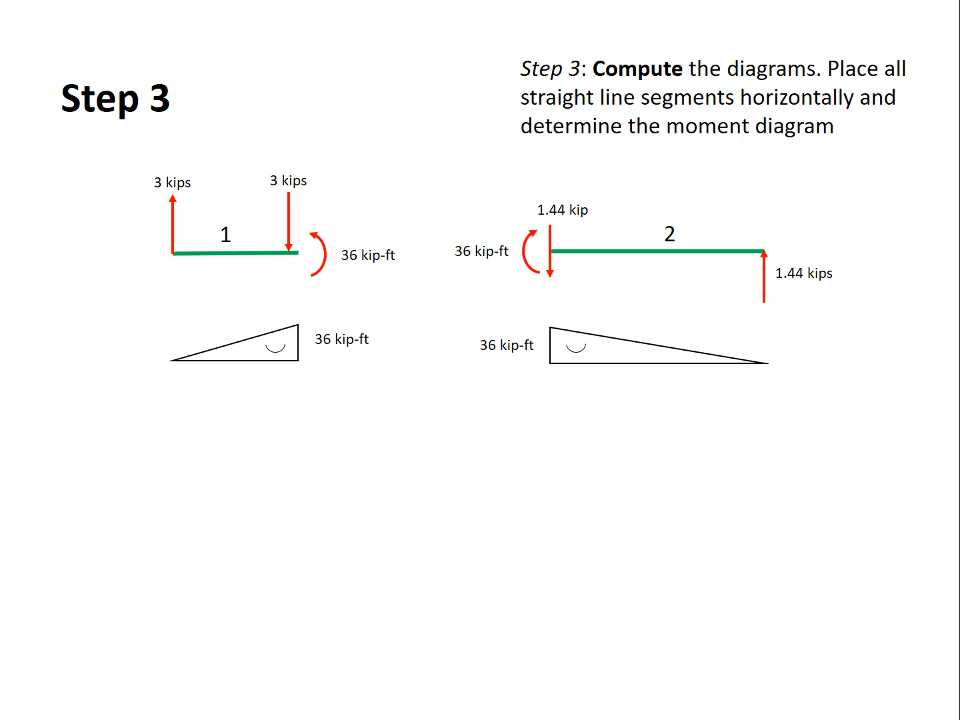 Step 3
Step 3: Compute the diagrams. Place all
straight line segments horizontally and
determine the moment diagram
3 kips
3 kips
1
36 kip-ft
36 kip-ft
1.44 kip
36 kip-ft
2
1.44 kips
36 kip-ft